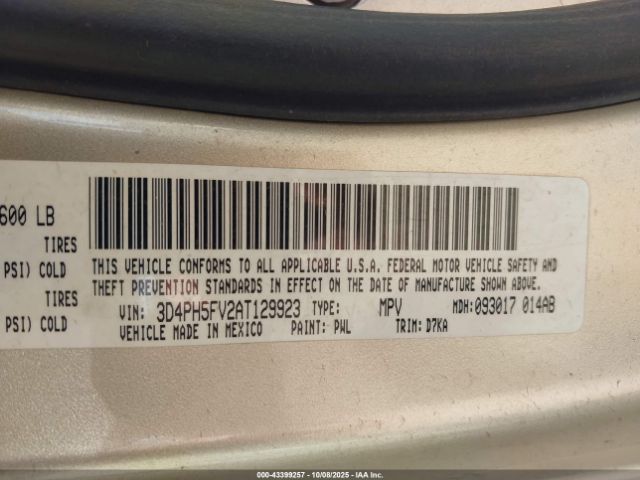 600 LB
TIRES
PSI) COLD
TIRES
PSI) COLD
THIS VEHICLE CONFORMS TO ALL APPLICABLE U.S.A. FEDERAL MOTOR VEHICLE SAFETY AND
THEFT PREVENTION STANDARDS IN EFFECT ON THE DATE OF MANUFACTURE SHOWN ABOVE.
VIN: 3D4PH5FV2AT129923 TYPE: MPV MDH:093017 014AB
VEHICLE MADE IN MEXICO PAINT: PWL TRIM: D7KA
00-43399257 10/08/2025 Copyright IAA, Inc.